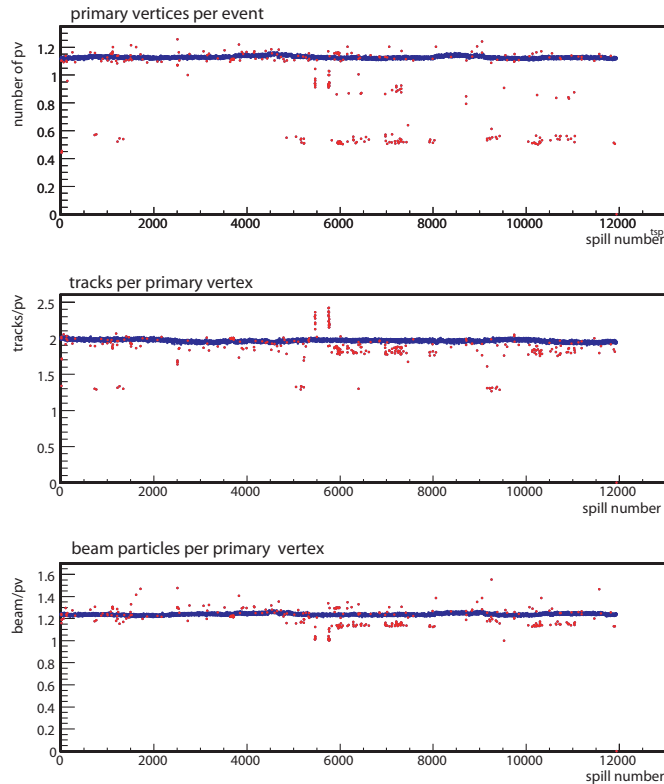 primary vertices per event
number of pv
1.2
1
0.8
0.6
0.4
0.2
0
0 2000 4000 6000 8000 10000 12000
tsp
spill number
tracks per primary vertex
tracks/pv
2.5
2
1.5
1
0.5
0
0 2000 4000 6000 8000 10000 12000
spill number
beam particles per primary vertex
beam/pv
1.6
1.4
1.2
1
0.8
0.6
0.4
0.2
0
0 2000 4000 6000 8000 10000 12000
spill number